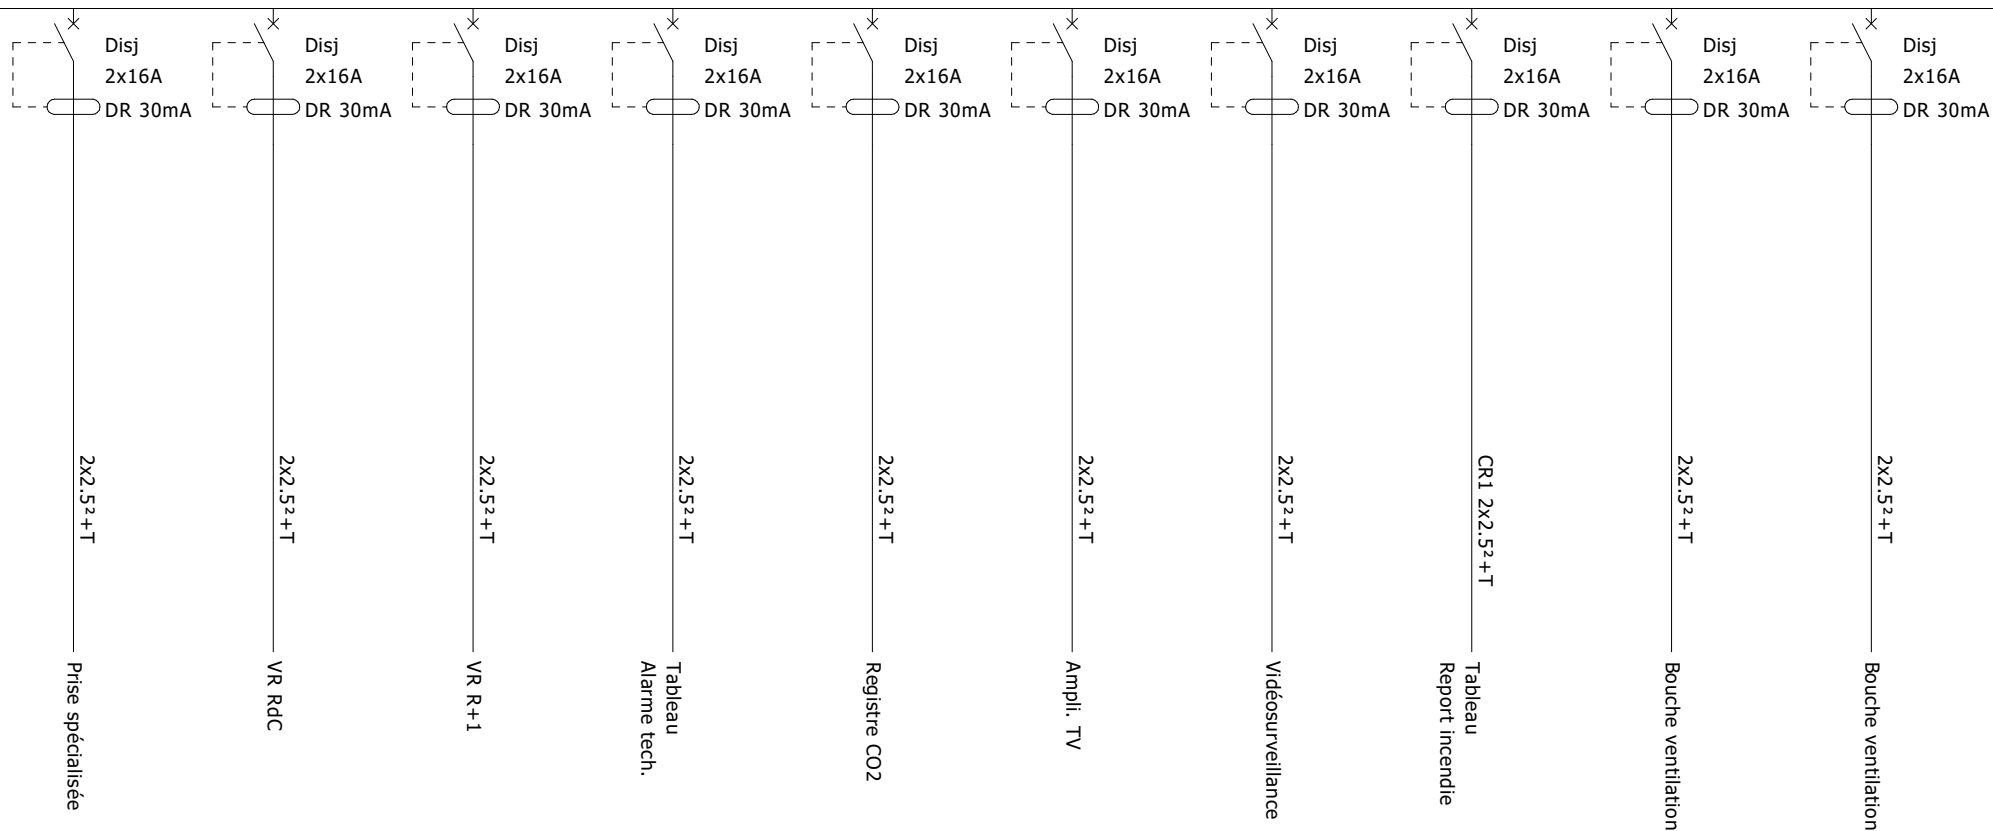 Disj
2x16A
DR 30mA
2x2.5²+T
Prise spécialisée
Disj
2x16A
DR 30mA
2x2.5²+T
VR RdC
Disj
2x16A
DR 30mA
2x2.5²+T
VR R+1
Disj
2x16A
DR 30mA
2x2.5²+T
Tableau
Alarme tech.
Disj
2x16A
DR 30mA
2x2.5²+T
Registre CO2
Disj
2x16A
DR 30mA
2x2.5²+T
Ampli. TV
Disj
2x16A
DR 30mA
2x2.5²+T
Vidéosurveillance
Disj
2x16A
DR 30mA
CR1 2x2.5²+T
Tableau
Report incendie
Disj
2x16A
DR 30mA
2x2.5²+T
Bouche ventilation
Disj
2x16A
DR 30mA
2x2.5²+T
Bouche ventilation